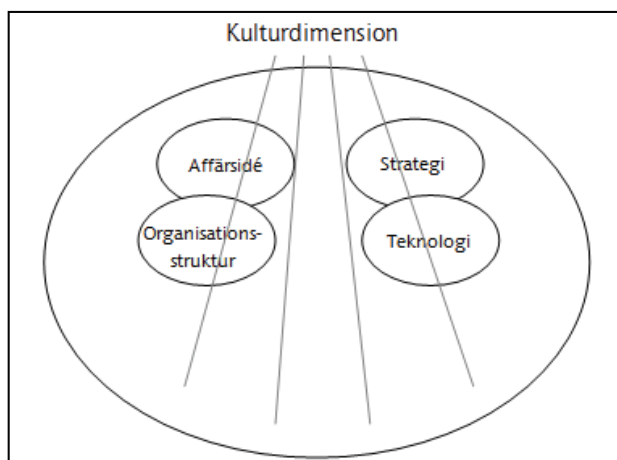 Kulturdimension
Affärsidé
Strategi
Organisations-
struktur
Teknologi